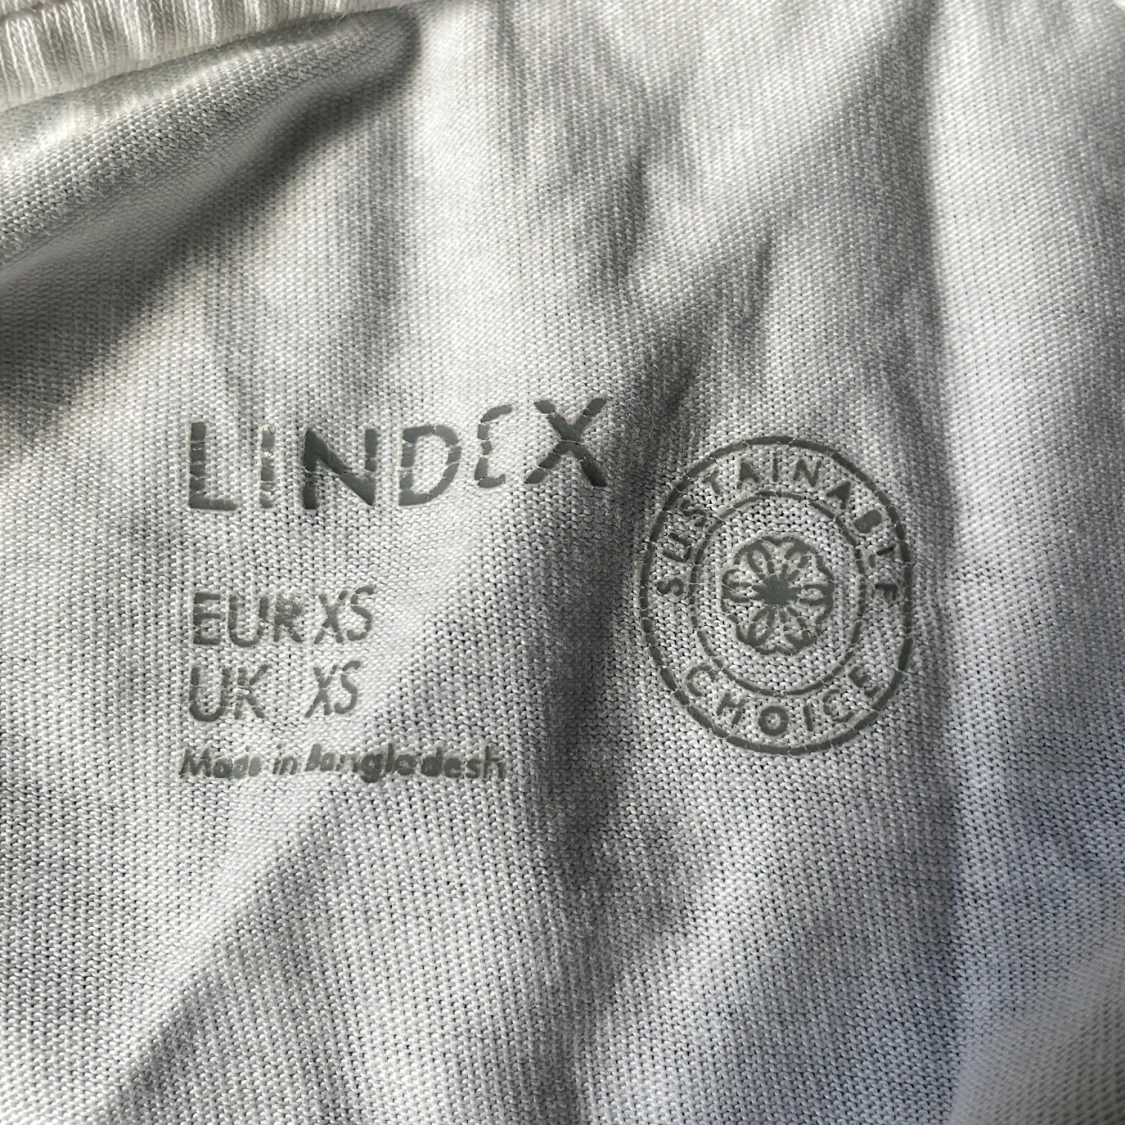 LINDEX
EUR XS
UK XS
Made in Bangladesh
SUSTAINABLE
CHOICE